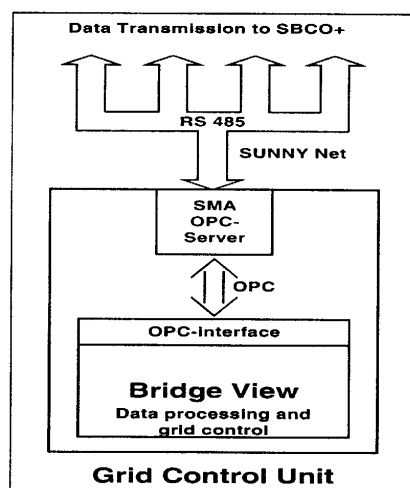 Data Transmission to SBCO+
RS 485
SUNNY Net
SMA
OPC-
Server
OPC
OPC-Interface
Bridge View
Data processing and
grid control
Grid Control Unit